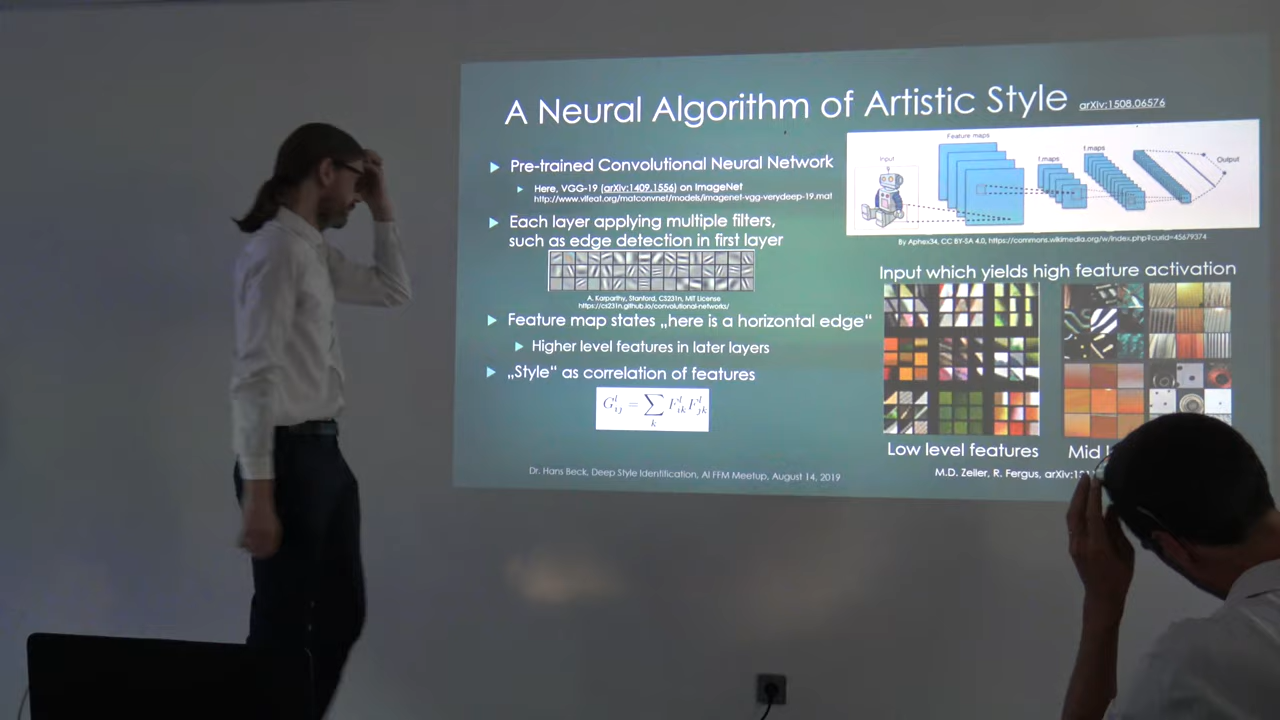 A Neural Algorithm of Artistic Style arXiv:1508.06576
Pre-trained Convolutional Neural Network
Here, VGG-19 (arXiv:1409.1556) on ImageNet
http://www.vlfeat.org/matconvnet/models/imagenet-vgg-verydeep-19.mat
Each layer applying multiple filters,
such as edge detection in first layer
A. Karparthy, Stanford, CS231n, MIT License
https://cs231n.github.io/convolutional-networks/
Feature map states „here is a horizontal edge“
Higher level features in later layers
„Style“ as correlation of features
G^l_ij = ∑_k F^l_ik F^l_jk
Input
Feature maps
f.maps
f.maps
Output
By Aphex34, CC BY-SA 4.0, https://commons.wikimedia.org/w/index.php?curid=45679374
Input which yields high feature activation
Low level features
Mid
M.D. Zeiler, R. Fergus, arXiv:
Dr. Hans Beck, Deep Style Identification, AI FFM Meetup, August 14, 2019